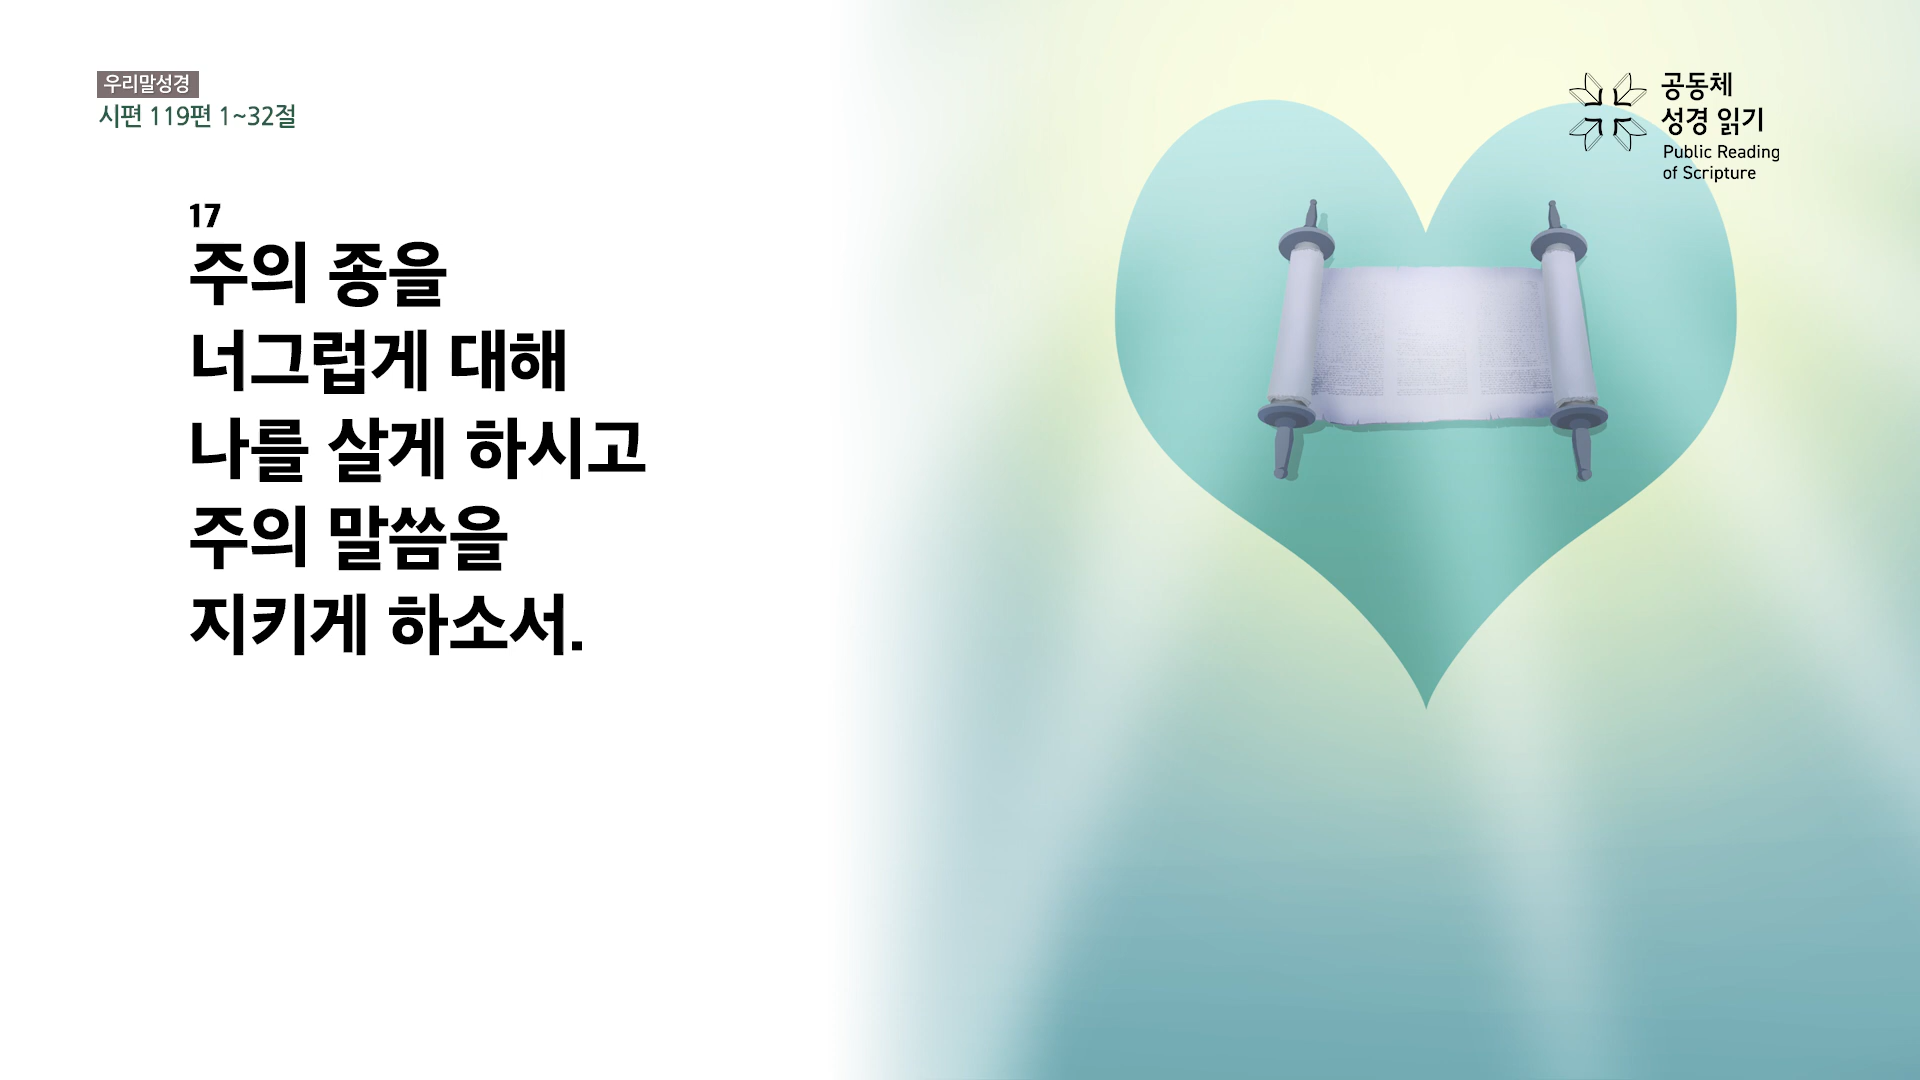 우리말성경
시편 119편 1~32절
공동체
성경 읽기
Public Reading
of Scripture
17
주의 종을
너그럽게 대해
나를 살게 하시고
주의 말씀을
지키게 하소서.